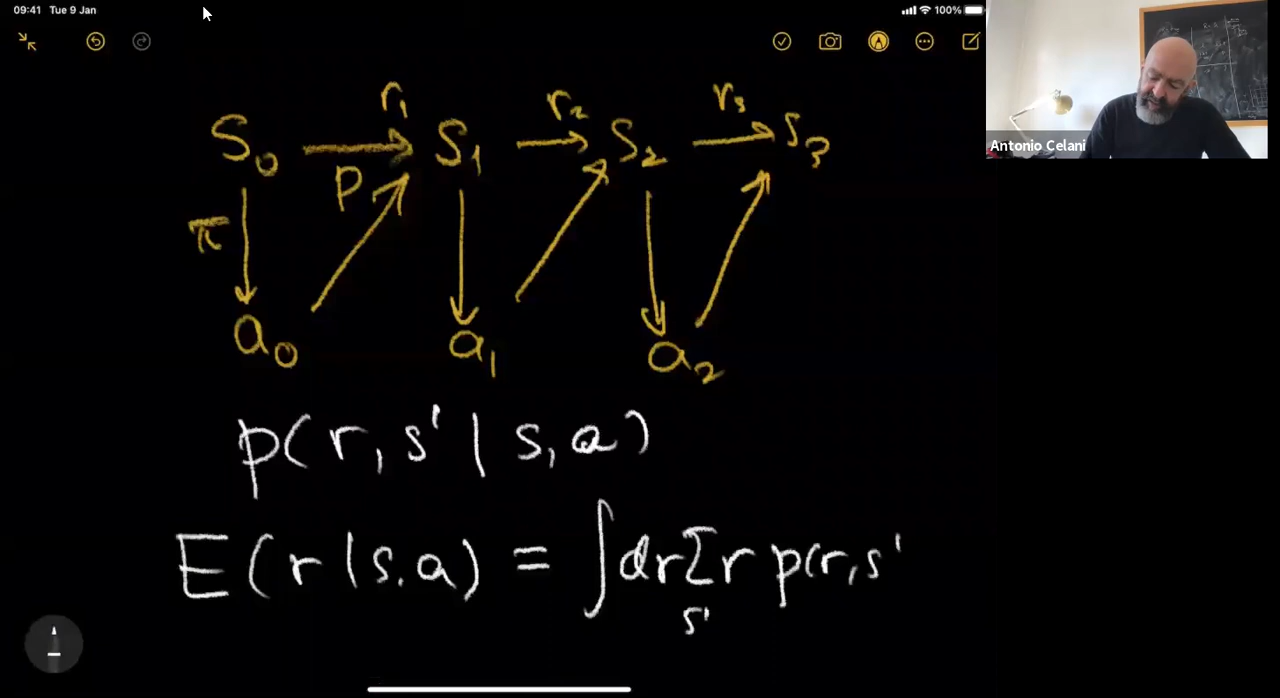 09:41 Tue 9 Jan 100%
r₁ r₂ r₃
S₀ → S₁ → S₂ → S₃
P
π
a₀ a₁ a₂
p(r, s' | s, a)
E(r | s, a) = ∫ dr Σ r p(r, s'
s'
Antonio Celani